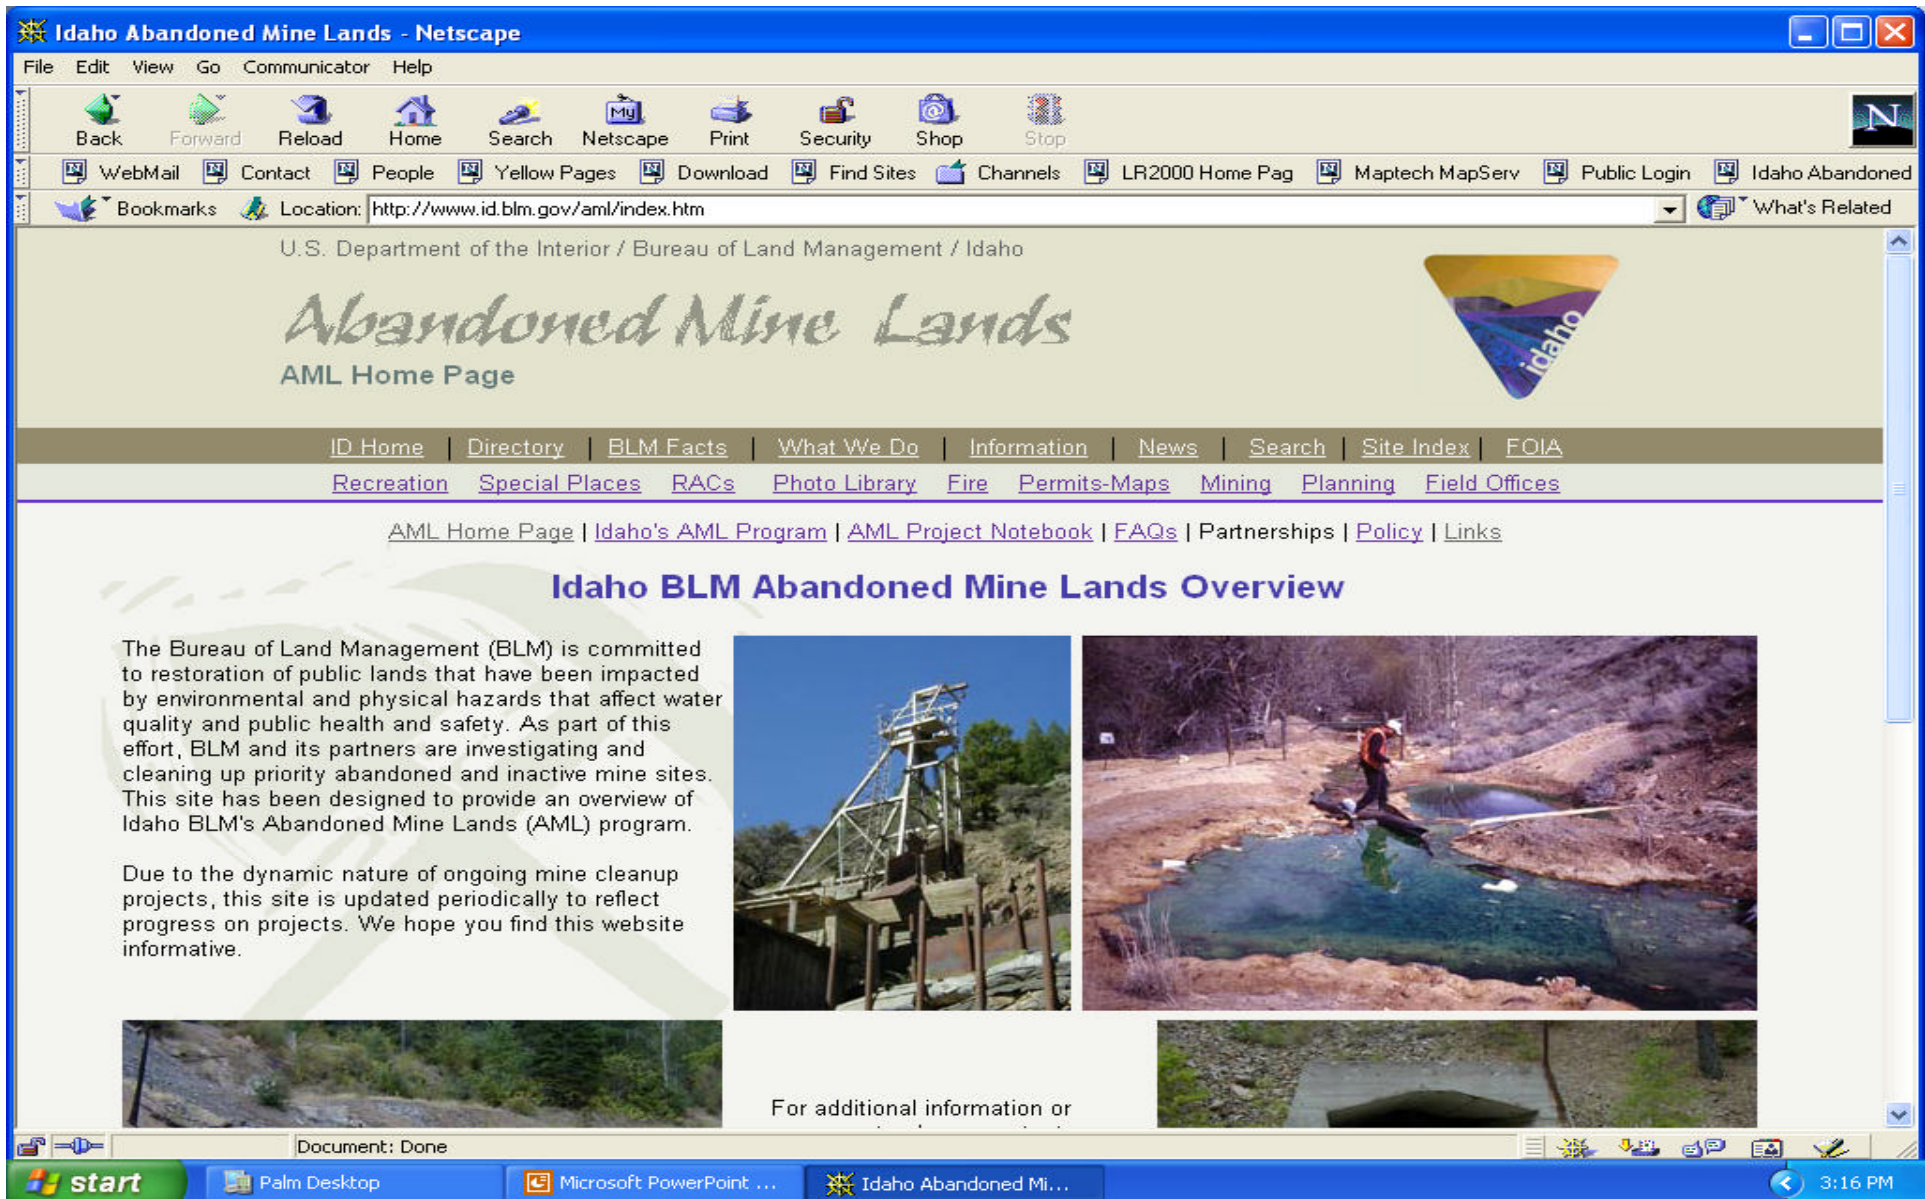 Idaho Abandoned Mine Lands - Netscape
File Edit View Go Communicator Help
My
N
Back Forward Reload Home Search Netscape Print Security Shop Stop
WebMail Contact People Yellow Pages Download Find Sites Channels LR2000 Home Pag Maptech MapServ Public Login Idaho Abandoned
Bookmarks Location: http://www.id.blm.gov/aml/index.htm What's Related
U.S. Department of the Interior / Bureau of Land Management / Idaho
Abandoned Mine Lands
idaho
AML Home Page
ID Home | Directory | BLM Facts | What We Do | Information | News | Search | Site Index | FOIA
Recreation Special Places RACs Photo Library Fire Permits-Maps Mining Planning Field Offices
AML Home Page | Idaho's AML Program | AML Project Notebook | FAQs | Partnerships | Policy | Links
Idaho BLM Abandoned Mine Lands Overview
The Bureau of Land Management (BLM) is committed
to restoration of public lands that have been impacted
by environmental and physical hazards that affect water
quality and public health and safety. As part of this
effort, BLM and its partners are investigating and
cleaning up priority abandoned and inactive mine sites.
This site has been designed to provide an overview of
Idaho BLM's Abandoned Mine Lands (AML) program.
Due to the dynamic nature of ongoing mine cleanup
projects, this site is updated periodically to reflect
progress on projects. We hope you find this website
informative.
For additional information or
Document: Done
start Palm Desktop Microsoft PowerPoint ... Idaho Abandoned Mi... 3:16 PM